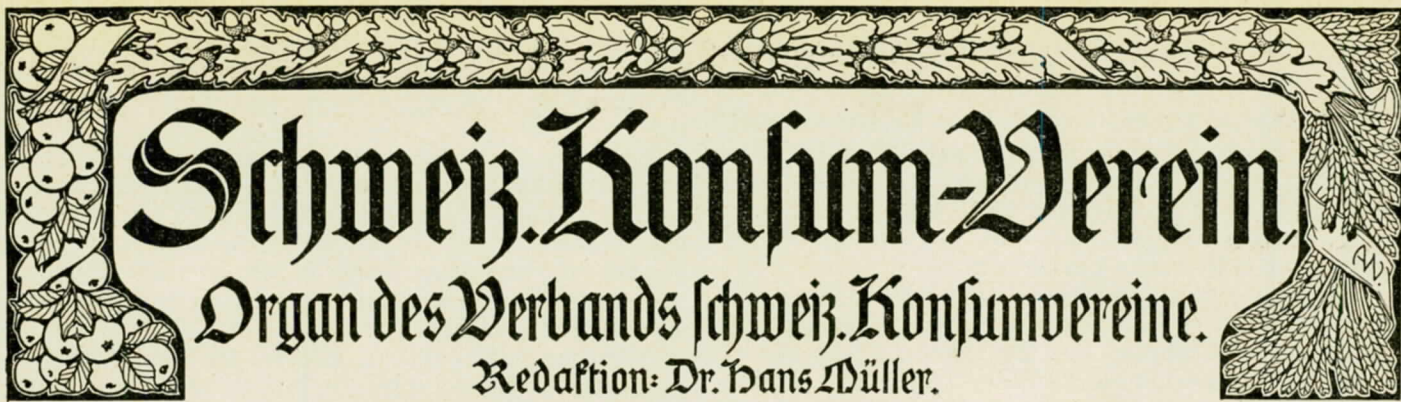 Schweiz. Konsum-Verein,
Organ des Verbands schweiz. Konsumvereine.
Redaktion: Dr. Hans Müller.